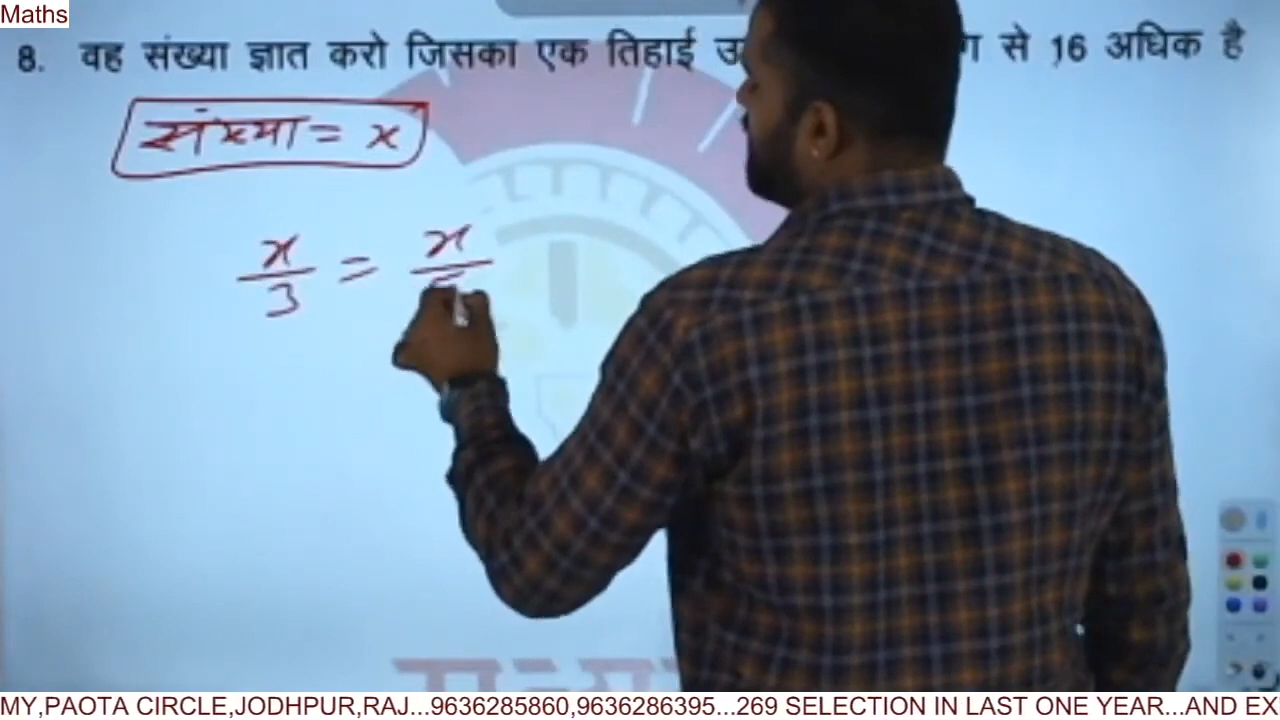 Maths
8. वह संख्या ज्ञात करो जिसका एक तिहाई से 16 अधिक है
संख्या = x
x/3 = x/
MY,PAOTA CIRCLE,JODHPUR,RAJ...9636285860,9636286395...269 SELECTION IN LAST ONE YEAR...AND EX